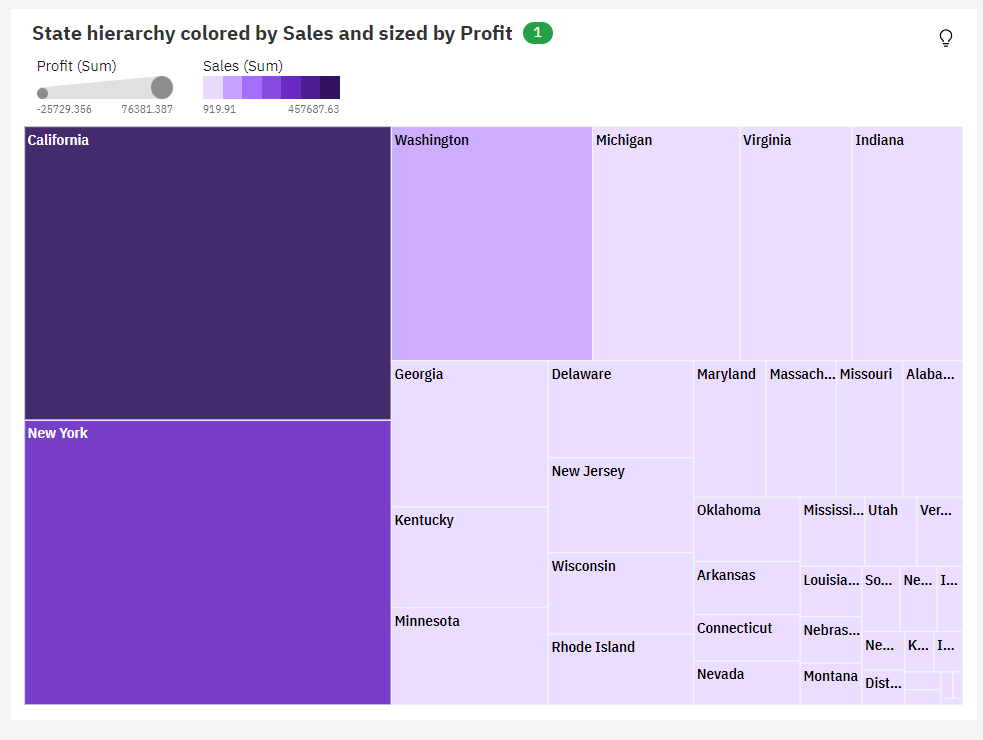 State hierarchy colored by Sales and sized by Profit 1
Profit (Sum) Sales (Sum)
-25729.356 76381.387 919.91 457687.63
California Washington Michigan Virginia Indiana
Georgia Delaware Maryland Massach... Missouri Alaba...
New York
New Jersey
Oklahoma Mississi... Utah Ver...
Kentucky
Wisconsin
Arkansas Louisia... So... Ne... I...
Minnesota
Connecticut Nebras...
Rhode Island Ne... K... I...
Nevada Montana Dist...